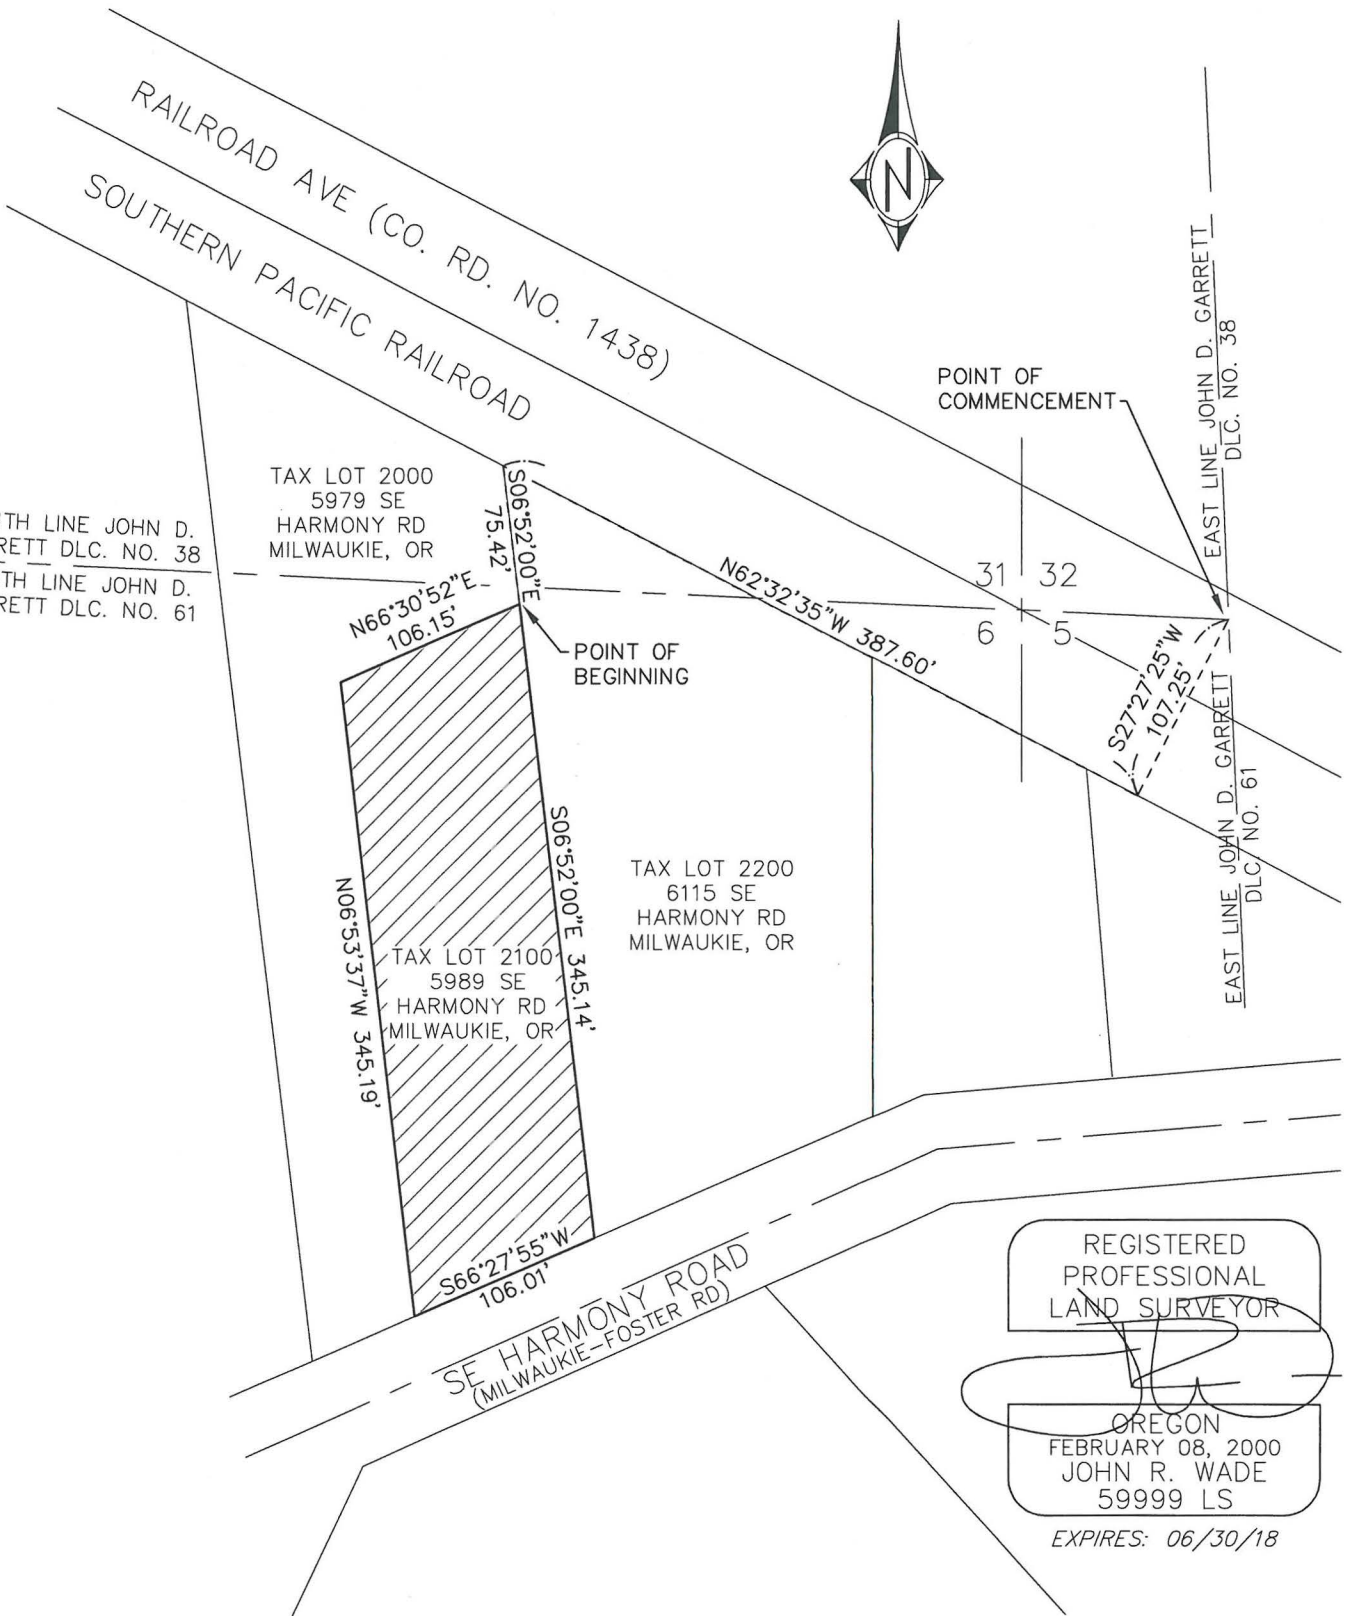 RAILROAD AVE (CO. RD. NO. 1438)
SOUTHERN PACIFIC RAILROAD
N
EAST LINE JOHN D. GARRETT
DLC. NO. 38
POINT OF
COMMENCEMENT
TAX LOT 2000
5979 SE
HARMONY RD
MILWAUKIE, OR
S06°52'00"E
75.42'
TH LINE JOHN D.
RETT DLC. NO. 38
TH LINE JOHN D.
RETT DLC. NO. 61
N66°30'52"E
106.15'
N62°32'35"W 387.60'
31 32
6 5
POINT OF
BEGINNING
S27°27'25"W
107.25'
EAST LINE JOHN D. GARRETT
DLC. NO. 61
N06°53'37"W 345.19'
S06°52'00"E 345.14'
TAX LOT 2200
6115 SE
HARMONY RD
MILWAUKIE, OR
TAX LOT 2100
5989 SE
HARMONY RD
MILWAUKIE, OR
S66°27'55"W
106.01'
SE HARMONY ROAD
(MILWAUKIE-FOSTER RD)
REGISTERED
PROFESSIONAL
LAND SURVEYOR
OREGON
FEBRUARY 08, 2000
JOHN R. WADE
59999 LS
EXPIRES: 06/30/18